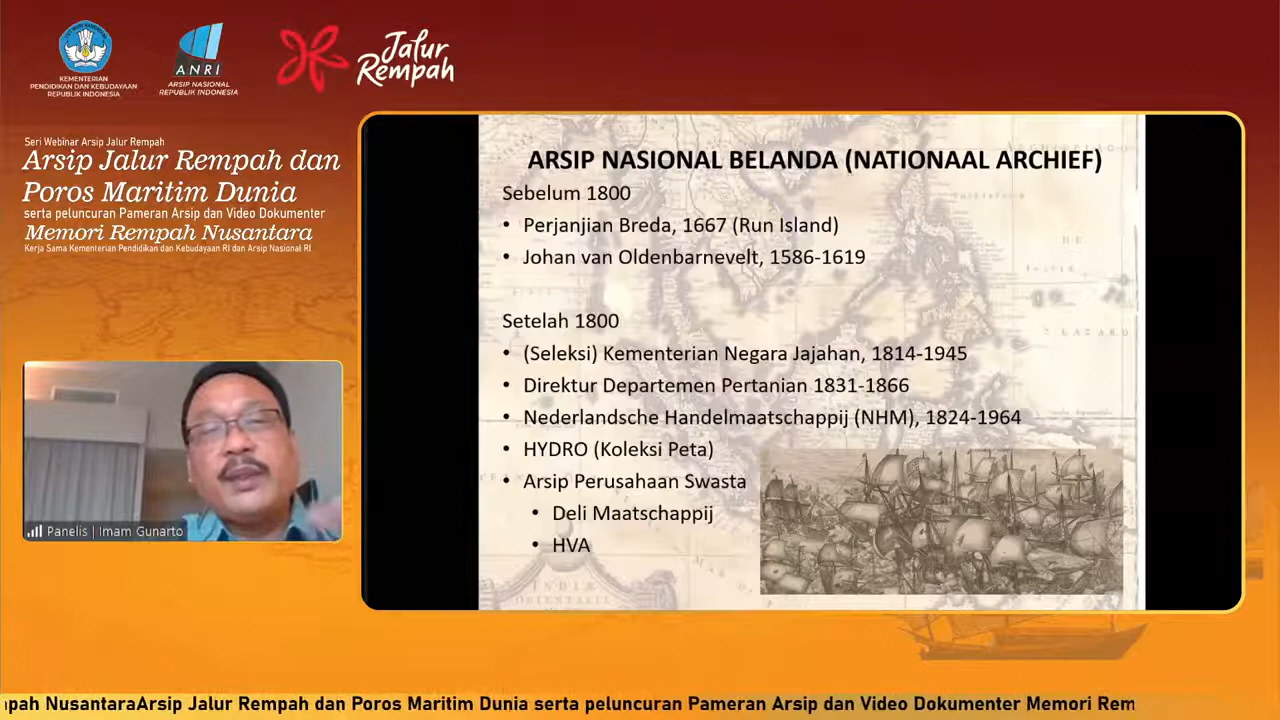 KEMENTERIAN
PENDIDIKAN DAN KEBUDAYAAN
REPUBLIK INDONESIA
ANRI
ARSIP NASIONAL
REPUBLIK INDONESIA
Jalur
Rempah
Seri Webinar Arsip Jalur Rempah
Arsip Jalur Rempah dan
Poros Maritim Dunia
serta peluncuran Pameran Arsip dan Video Dokumenter
Memori Rempah Nusantara
Kerja Sama Kementerian Pendidikan dan Kebudayaan RI dan Arsip Nasional RI
Panelis | Imam Gunarto
ARSIP NASIONAL BELANDA (NATIONAAL ARCHIEF)
Sebelum 1800
• Perjanjian Breda, 1667 (Run Island)
• Johan van Oldenbarnevelt, 1586-1619
Setelah 1800
• (Seleksi) Kementerian Negara Jajahan, 1814-1945
• Direktur Departemen Pertanian 1831-1866
• Nederlandsche Handelmaatschappij (NHM), 1824-1964
• HYDRO (Koleksi Peta)
• Arsip Perusahaan Swasta
• Deli Maatschappij
• HVA
INDIÆ
ORIENTALIS
pah NusantaraArsip Jalur Rempah dan Poros Maritim Dunia serta peluncuran Pameran Arsip dan Video Dokumenter Memori Rem